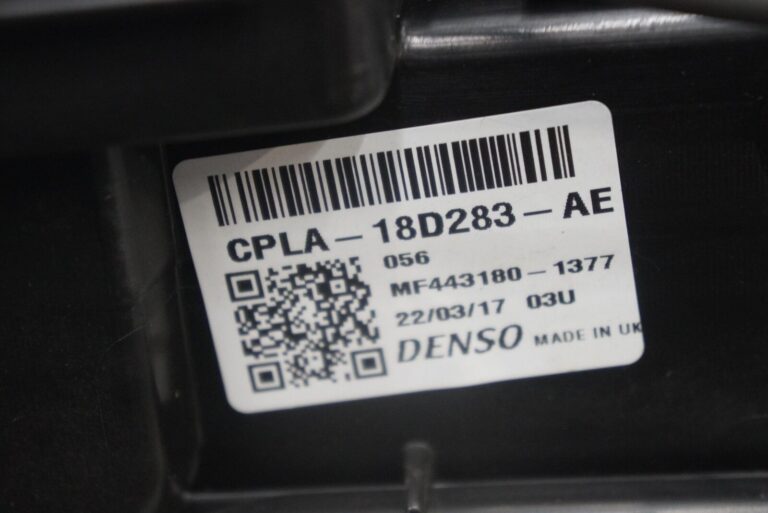 CPLA-18D283-AE
056
MF443180-1377
22/03/17 03U
DENSO MADE IN UK